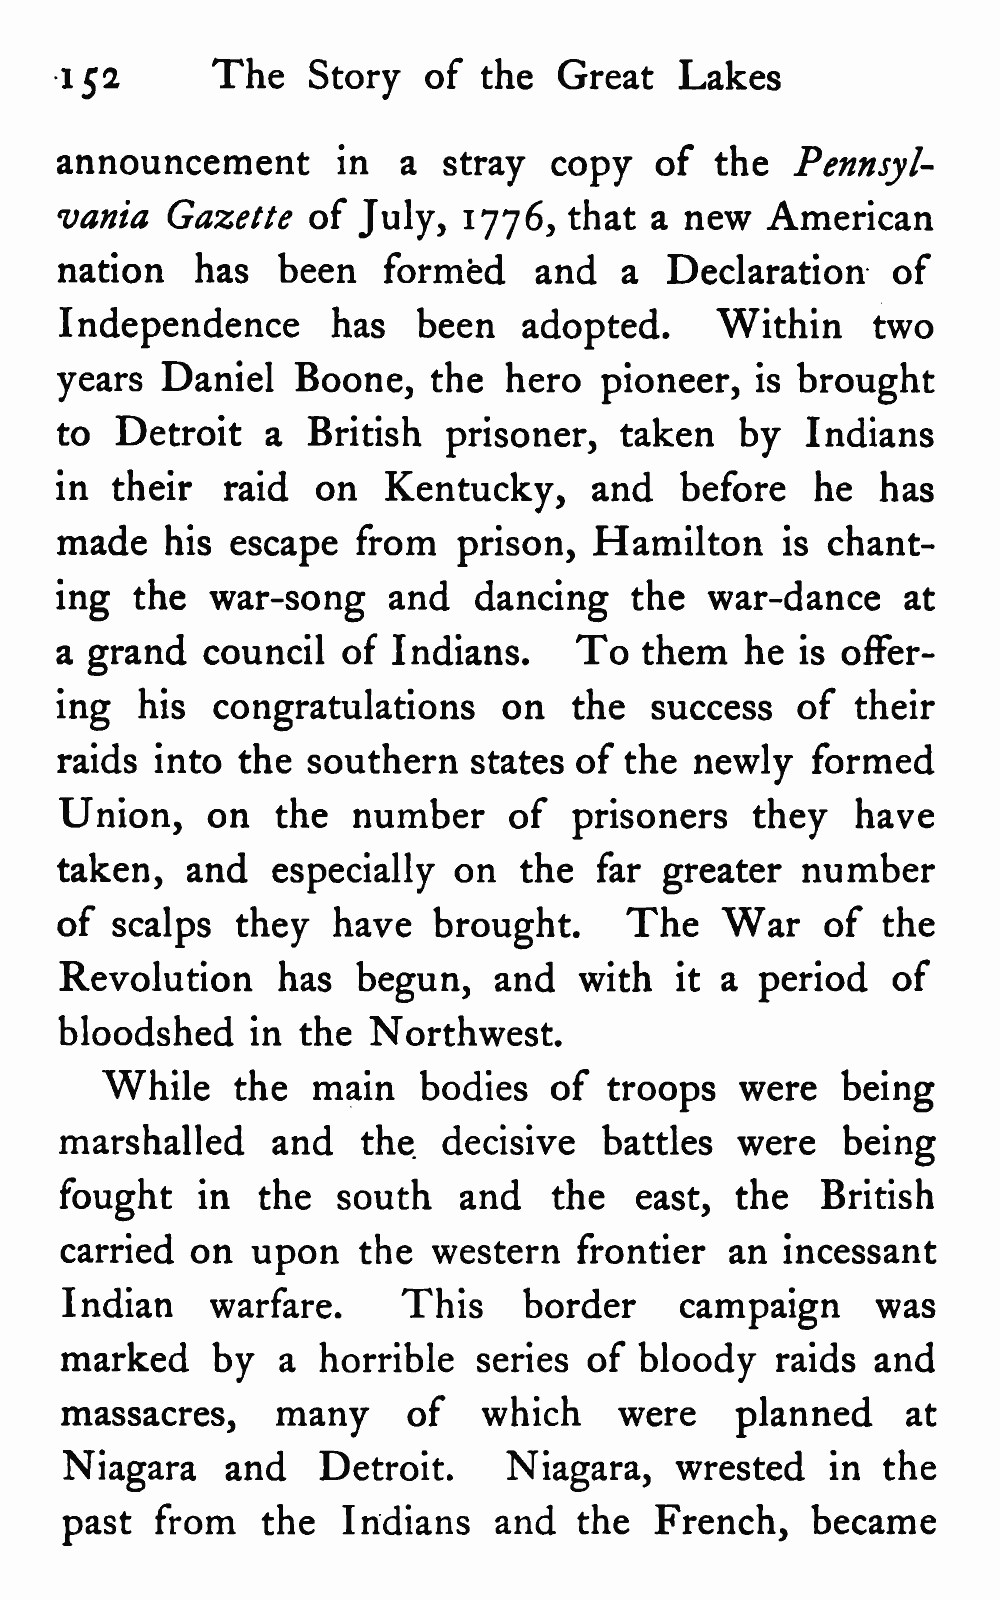 152 The Story of the Great Lakes
announcement in a stray copy of the Pennsyl-
vania Gazette of July, 1776, that a new American
nation has been formed and a Declaration of
Independence has been adopted. Within two
years Daniel Boone, the hero pioneer, is brought
to Detroit a British prisoner, taken by Indians
in their raid on Kentucky, and before he has
made his escape from prison, Hamilton is chant-
ing the war-song and dancing the war-dance at
a grand council of Indians. To them he is offer-
ing his congratulations on the success of their
raids into the southern states of the newly formed
Union, on the number of prisoners they have
taken, and especially on the far greater number
of scalps they have brought. The War of the
Revolution has begun, and with it a period of
bloodshed in the Northwest.
While the main bodies of troops were being
marshalled and the decisive battles were being
fought in the south and the east, the British
carried on upon the western frontier an incessant
Indian warfare. This border campaign was
marked by a horrible series of bloody raids and
massacres, many of which were planned at
Niagara and Detroit. Niagara, wrested in the
past from the Indians and the French, became